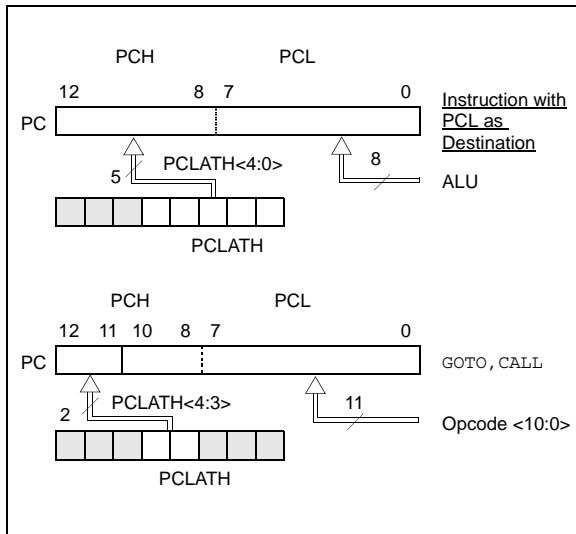 PCH PCL
12 8 7 0
PC
Instruction with
PCL as
Destination
5 PCLATH<4:0> 8
ALU
PCLATH
PCH PCL
12 11 10 8 7 0
PC GOTO, CALL
2 PCLATH<4:3> 11
Opcode <10:0>
PCLATH